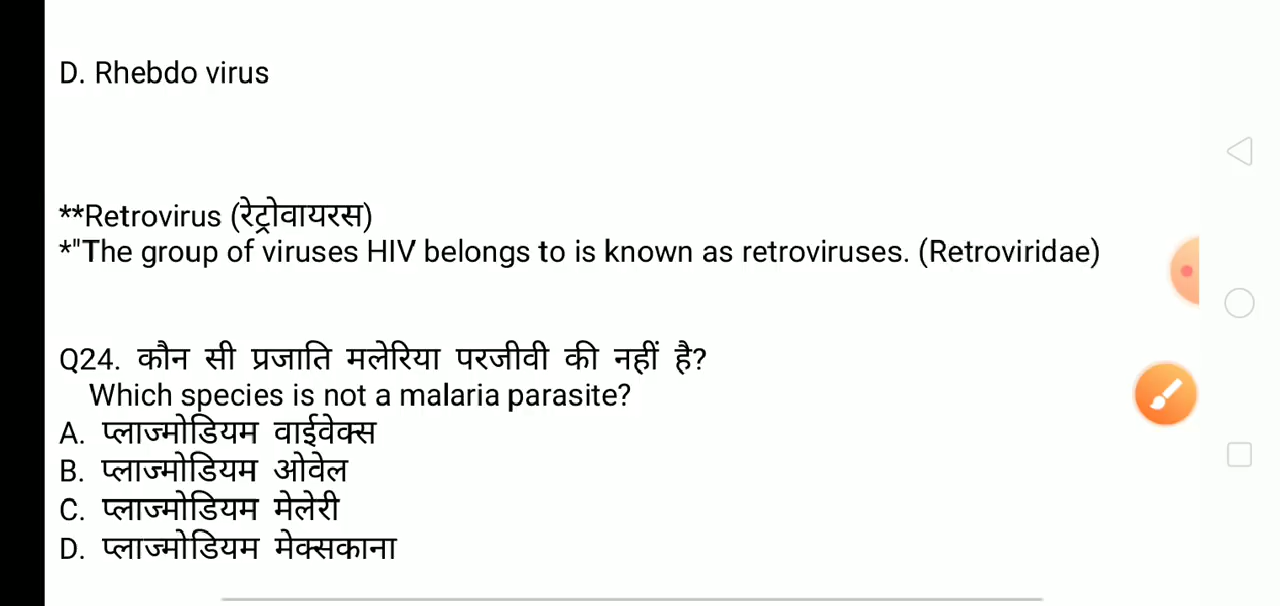 D. Rhebdo virus
**Retrovirus (रेट्रोवायरस)
*"The group of viruses HIV belongs to is known as retroviruses. (Retroviridae)
Q24. कौन सी प्रजाति मलेरिया परजीवी की नहीं है?
Which species is not a malaria parasite?
A. प्लाज्मोडियम वाईवेक्स
B. प्लाज्मोडियम ओवेल
C. प्लाज्मोडियम मेलेरी
D. प्लाज्मोडियम मेक्सकाना